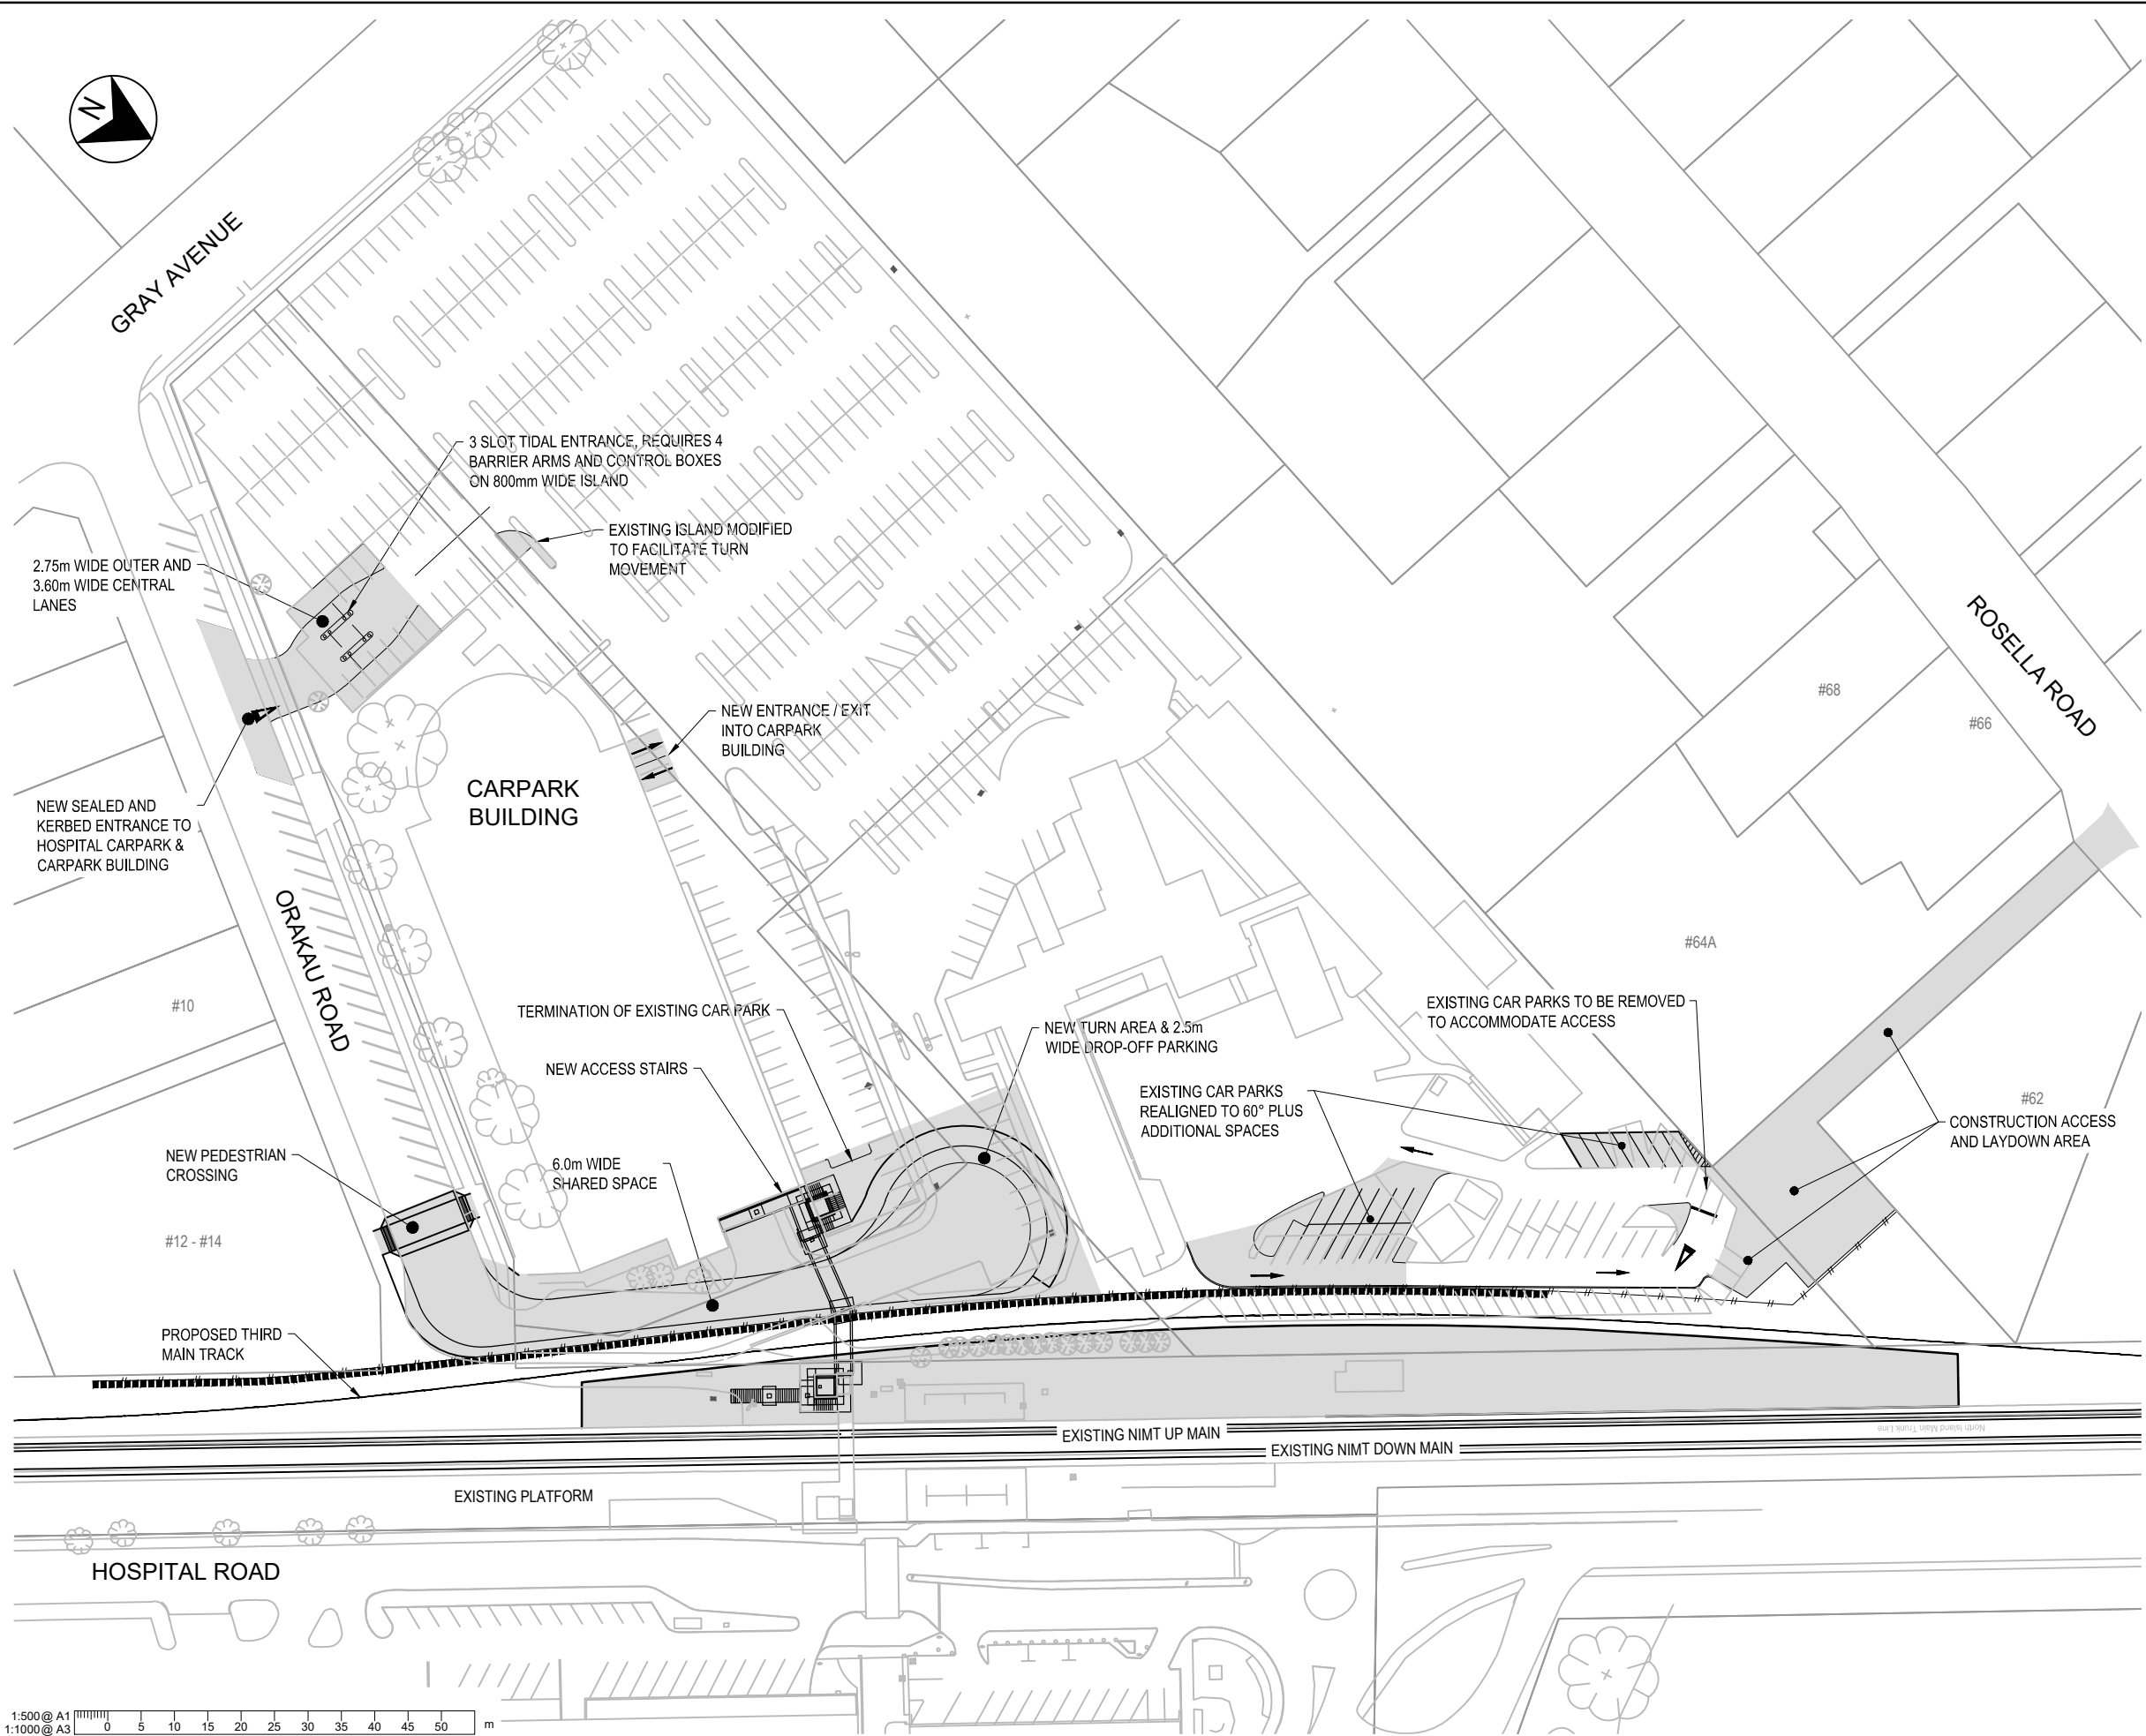 N
GRAY AVENUE
3 SLOT TIDAL ENTRANCE, REQUIRES 4
BARRIER ARMS AND CONTROL BOXES
ON 800mm WIDE ISLAND
EXISTING ISLAND MODIFIED
TO FACILITATE TURN
MOVEMENT
2.75m WIDE OUTER AND
3.60m WIDE CENTRAL
LANES
ROSELLA ROAD
#68
#66
NEW ENTRANCE / EXIT
INTO CARPARK
BUILDING
CARPARK
BUILDING
NEW SEALED AND
KERBED ENTRANCE TO
HOSPITAL CARPARK &
CARPARK BUILDING
ORAKAU ROAD
#64A
#10
TERMINATION OF EXISTING CAR PARK
EXISTING CAR PARKS TO BE REMOVED
TO ACCOMMODATE ACCESS
NEW TURN AREA & 2.5m
WIDE DROP-OFF PARKING
NEW ACCESS STAIRS
EXISTING CAR PARKS
REALIGNED TO 60° PLUS
ADDITIONAL SPACES
#62
CONSTRUCTION ACCESS
AND LAYDOWN AREA
NEW PEDESTRIAN
CROSSING
6.0m WIDE
SHARED SPACE
#12 - #14
PROPOSED THIRD
MAIN TRACK
EXISTING NIMT UP MAIN
North Island Main Trunk Line
EXISTING NIMT DOWN MAIN
EXISTING PLATFORM
HOSPITAL ROAD
1:500@ A1
1:1000@ A3
0 5 10 15 20 25 30 35 40 45 50 m